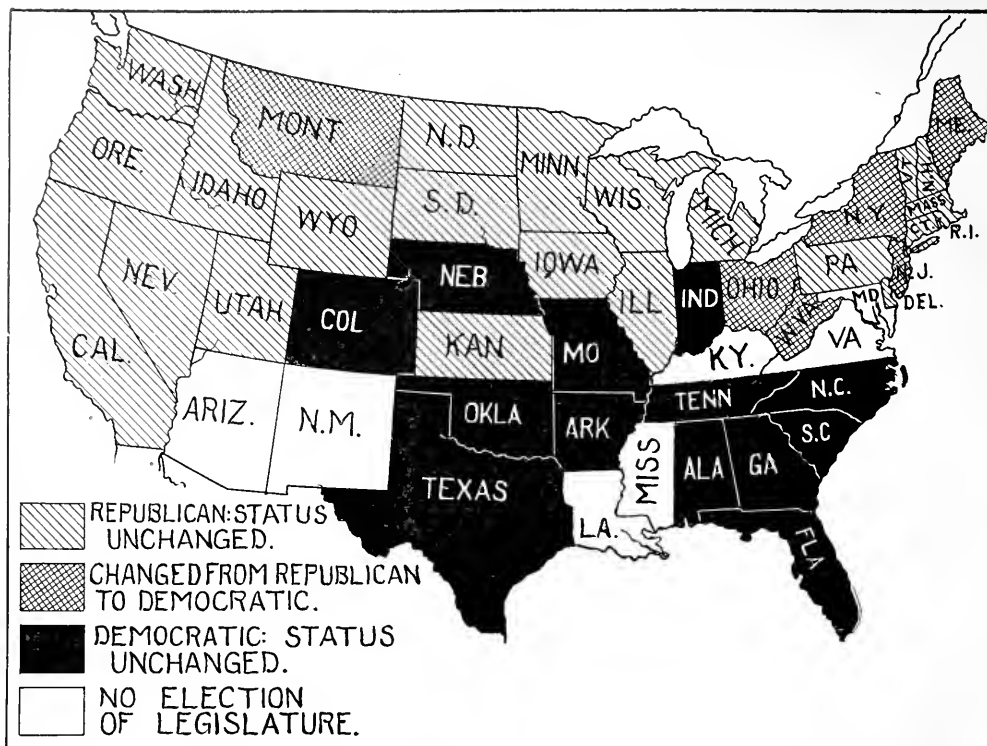 WASH
MONT
N.D.
MINN.
ORE.
IDAHO
WYO
S.D.
WIS.
MICH
ME.
VT.
N.H.
MASS
CT.
R.I.
N.Y.
NEV
UTAH
COL
NEB
IOWA
ILL
IND
OHIO
PA
N.J.
DEL.
MD
CAL.
KAN
MO
KY.
W.VA
VA
ARIZ.
N.M.
OKLA
ARK
TENN
N.C.
S.C
TEXAS
LA.
MISS
ALA
GA
FLA
REPUBLICAN: STATUS
UNCHANGED.
CHANGED FROM REPUBLICAN
TO DEMOCRATIC.
DEMOCRATIC: STATUS
UNCHANGED.
NO ELECTION
OF LEGISLATURE.